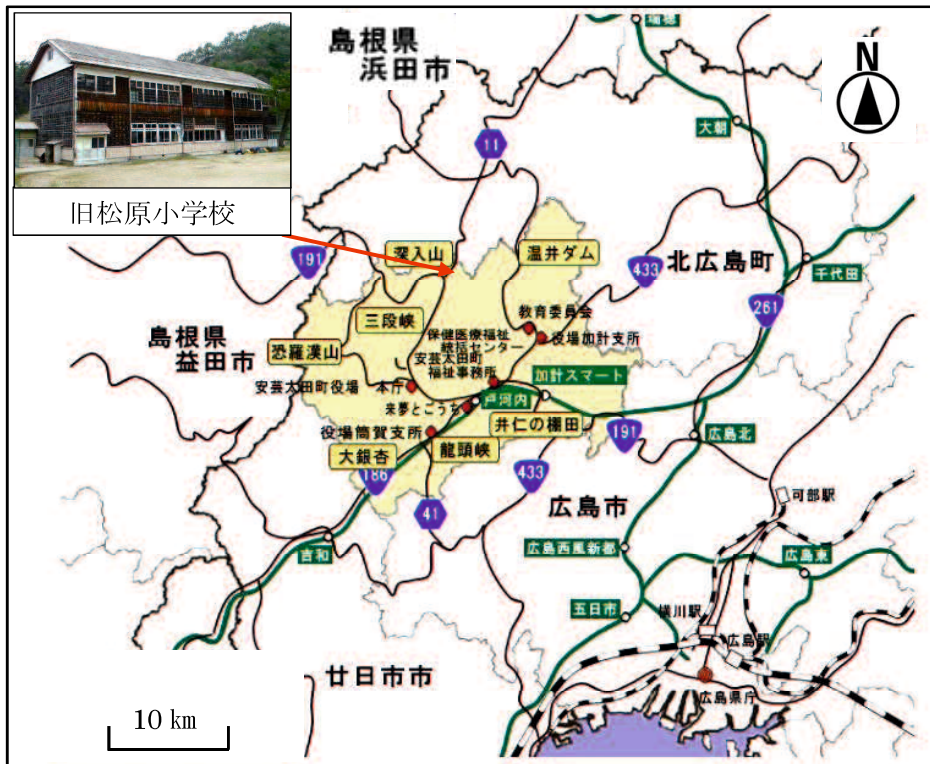 島根県
浜田市
瑞穂
N
大朝
11
旧松原小学校
深入山
温井ダム
191
433
北広島町
千代田
261
三段峡
教育委員会
保健医療福祉
統括センター
役場加計支所
島根県
益田市
恐羅漢山
安芸太田町
福祉事務所
加計スマート
安芸太田町役場 本庁
戸河内
来夢とごうち
井仁の棚田
役場筒賀支所
191
広島北
大銀杏
龍頭峡
186
433
41
広島市
可部駅
吉和
広島西風新都
広島東
五日市
横川駅
広島駅
廿日市市
広島県庁
10 km